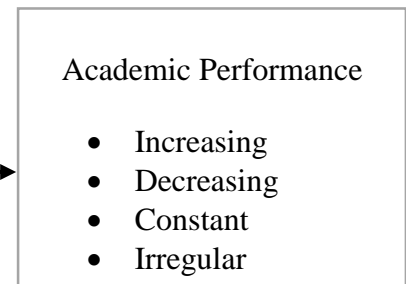 Academic Performance
• Increasing
• Decreasing
• Constant
• Irregular